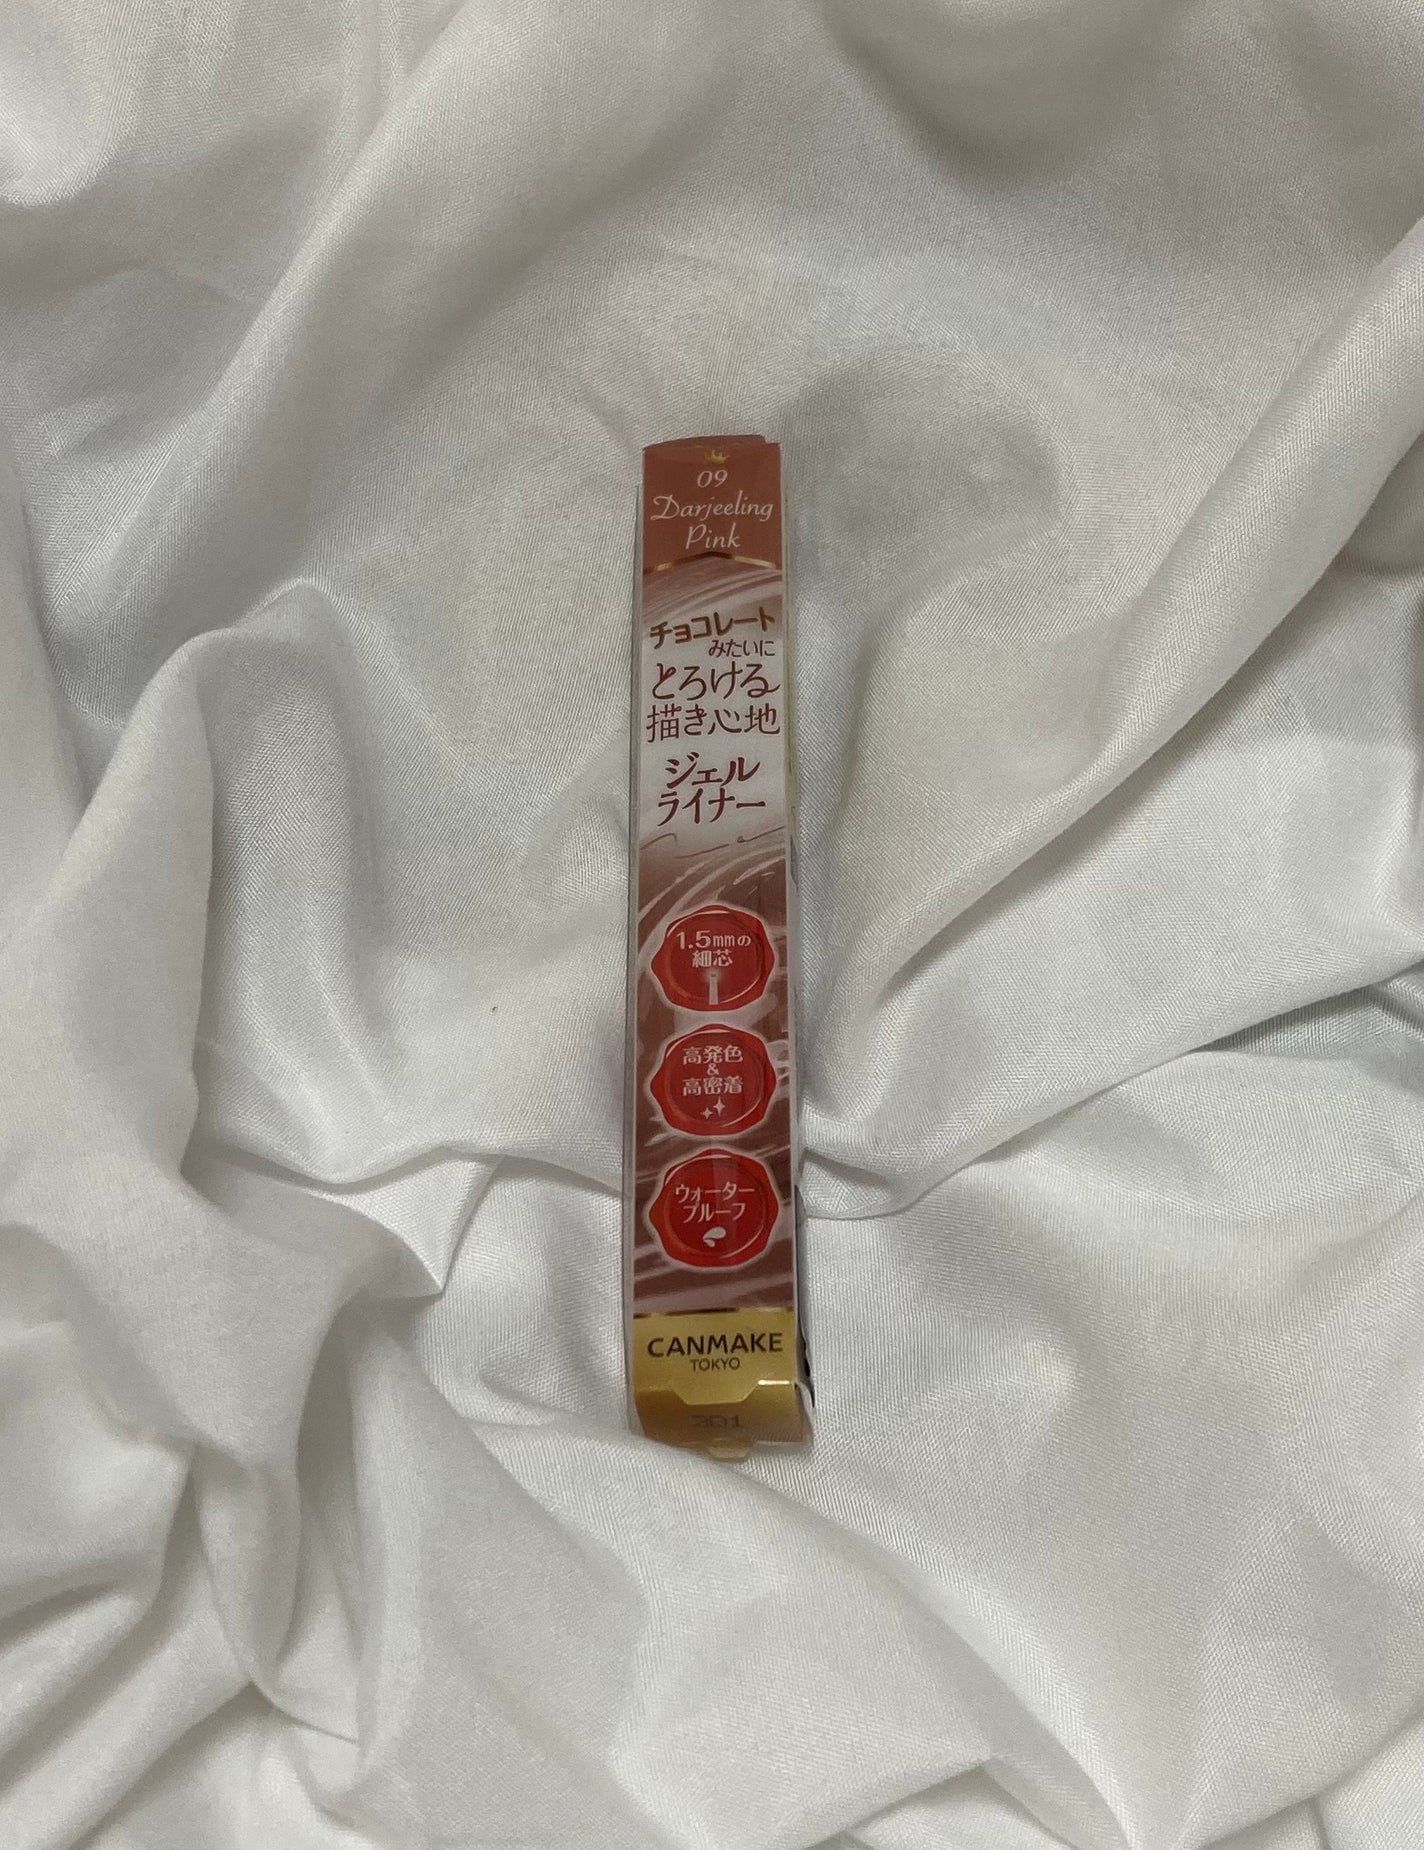 09
Darjeeling
Pink
チョコレート
みたいに
とろける
描き心地
ジェル
ライナー
1.5mmの
細芯
高発色
&
高密着
ウォーター
プルーフ
CANMAKE
TOKYO